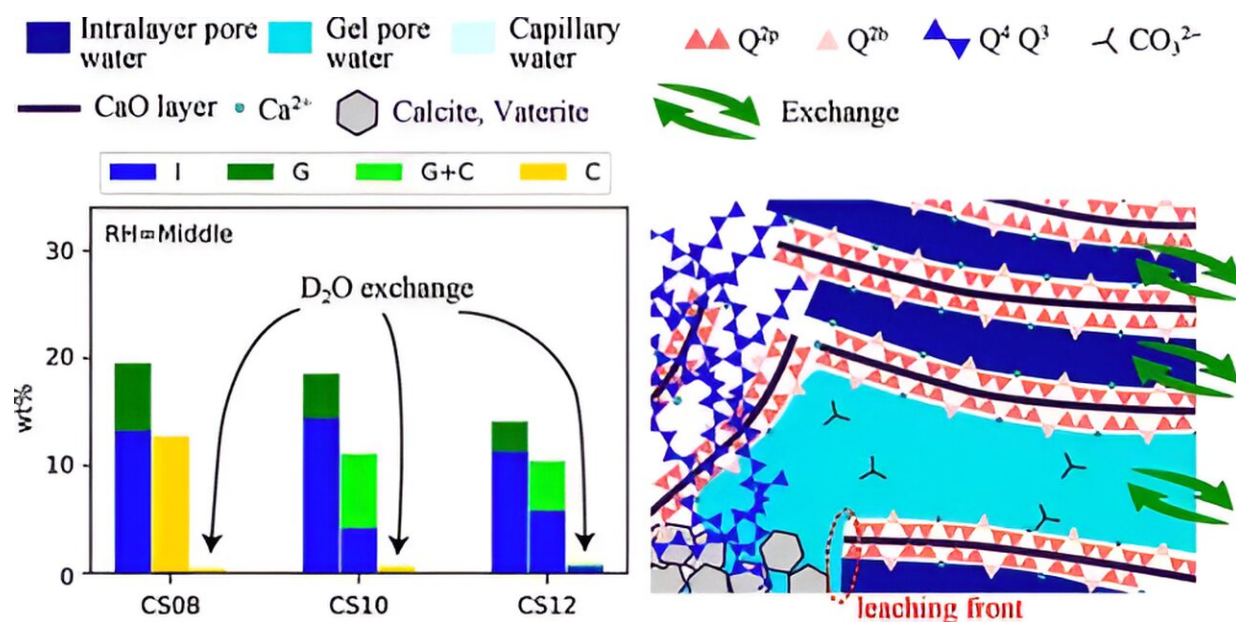 Intralayer pore water
Gel pore water
Capillary water
Q²ᵖ
Q²ᵇ
Q⁴ Q³
CO₃²⁻
CaO layer
Ca²⁺
Calcite, Vaterite
Exchange
I
G
G+C
C
RH=Middle
D₂O exchange
wt%
30
20
10
0
CS08
CS10
CS12
leaching front